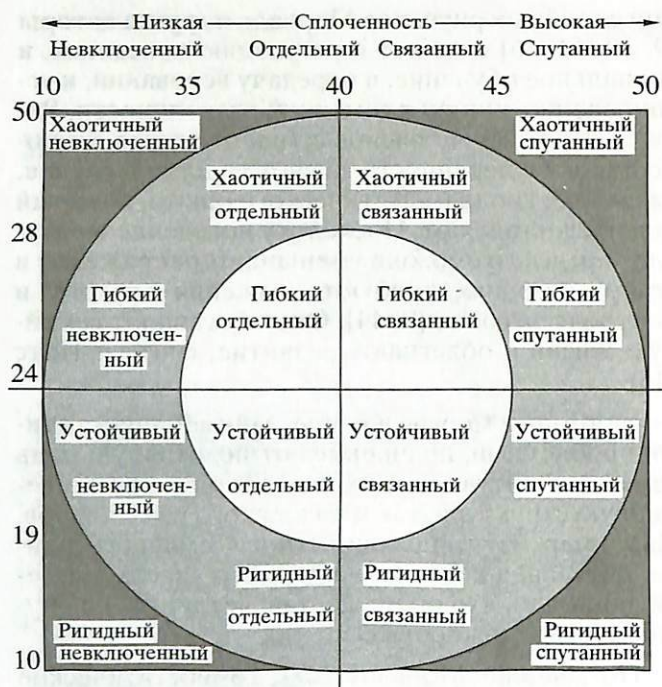 Низкая Сплоченность Высокая
Невключенный Отдельный Связанный Спутанный
10 35 40 45 50
50
Хаотичный Хаотичный
невключенный спутанный
Хаотичный Хаотичный
отдельный связанный
28
Гибкий Гибкий Гибкий Гибкий
невключен- отдельный связанный спутанный
ный
24
Устойчивый Устойчивый Устойчивый Устойчивый
невключен- отдельный связанный спутанный
ный
19
Ригидный Ригидный
отдельный связанный
Ригидный Ригидный
невключенный спутанный
10